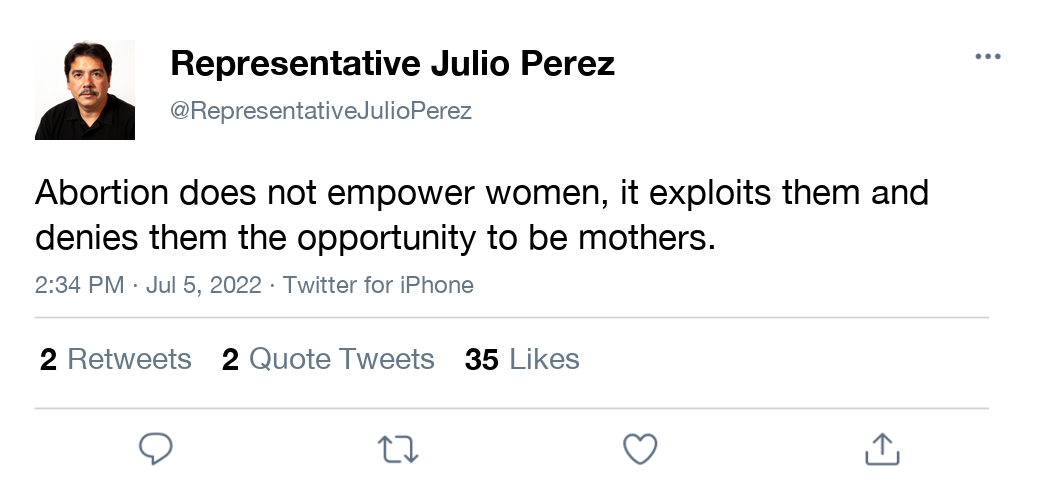 Representative Julio Perez
@RepresentativeJulioPerez
Abortion does not empower women, it exploits them and
denies them the opportunity to be mothers.
2:34 PM · Jul 5, 2022 · Twitter for iPhone
2 Retweets 2 Quote Tweets 35 Likes